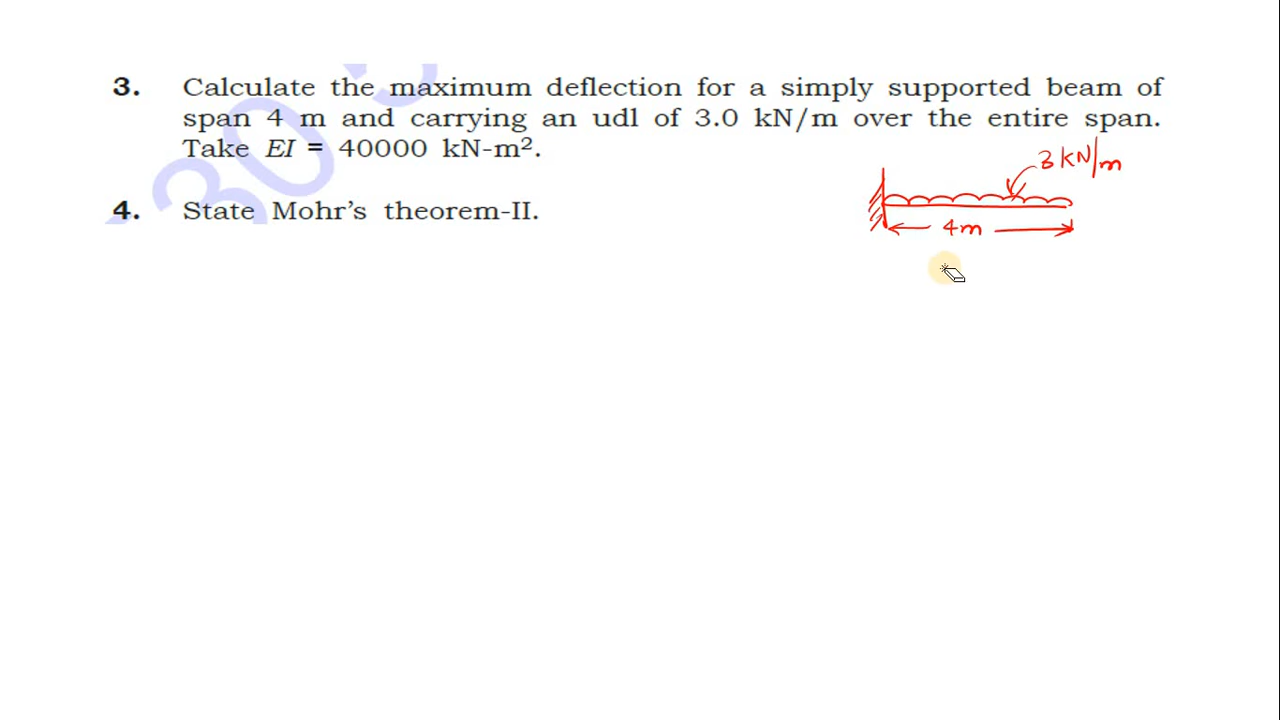 3. Calculate the maximum deflection for a simply supported beam of
span 4 m and carrying an udl of 3.0 kN/m over the entire span.
Take EI = 40000 kN-m².
3 KN/m
4. State Mohr's theorem-II.
4m